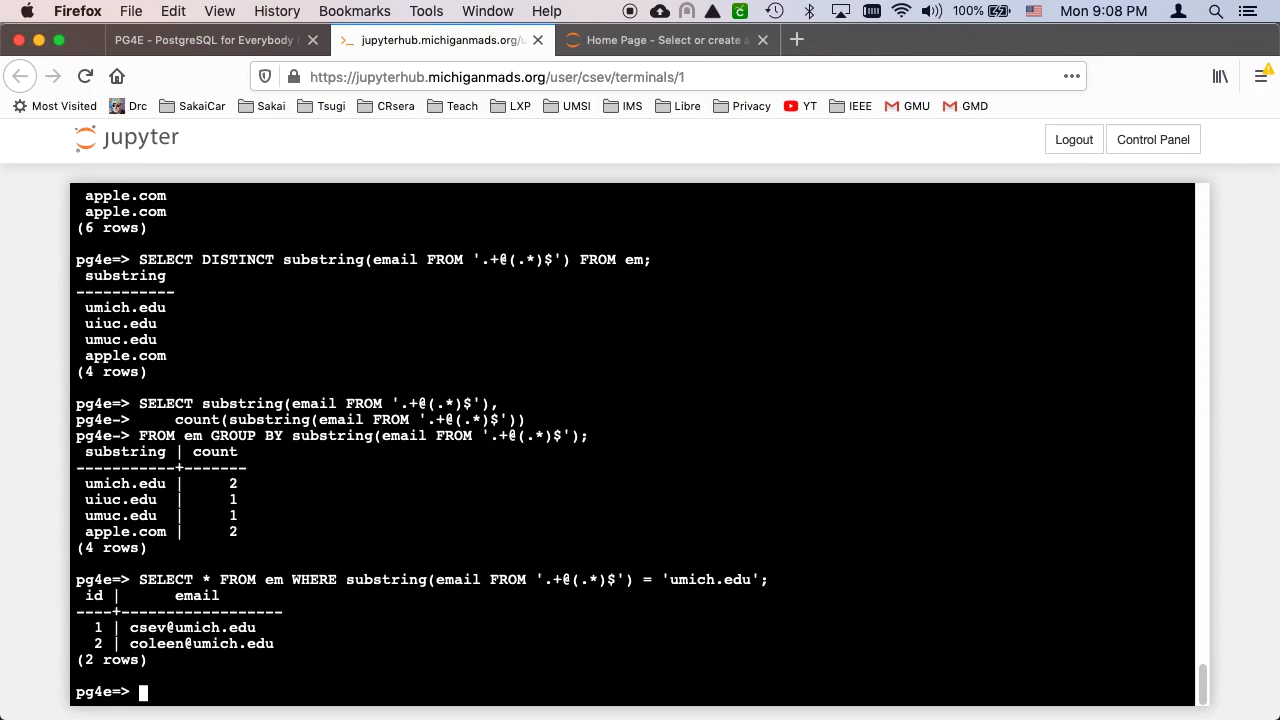 Firefox File Edit View History Bookmarks Tools Window Help 100% Mon 9:08 PM
PG4E - PostgreSQL for Everybody ( jupyterhub.michiganmads.org/u Home Page - Select or create a
https://jupyterhub.michiganmads.org/user/csev/terminals/1
Most Visited Drc SakaiCar Sakai Tsugi CRsera Teach LXP UMSI IMS Libre Privacy YT IEEE GMU GMD
jupyter Logout Control Panel
apple.com
apple.com
(6 rows)
pg4e=> SELECT DISTINCT substring(email FROM '.+@(.*)$') FROM em;
substring
-----------
umich.edu
uiuc.edu
umuc.edu
apple.com
(4 rows)
pg4e=> SELECT substring(email FROM '.+@(.*)$'),
pg4e-> count(substring(email FROM '.+@(.*)$'))
pg4e-> FROM em GROUP BY substring(email FROM '.+@(.*)$');
substring | count
-----------+-------
umich.edu | 2
uiuc.edu | 1
umuc.edu | 1
apple.com | 2
(4 rows)
pg4e=> SELECT * FROM em WHERE substring(email FROM '.+@(.*)$') = 'umich.edu';
id | email
----+------------------
1 | csev@umich.edu
2 | coleen@umich.edu
(2 rows)
pg4e=>